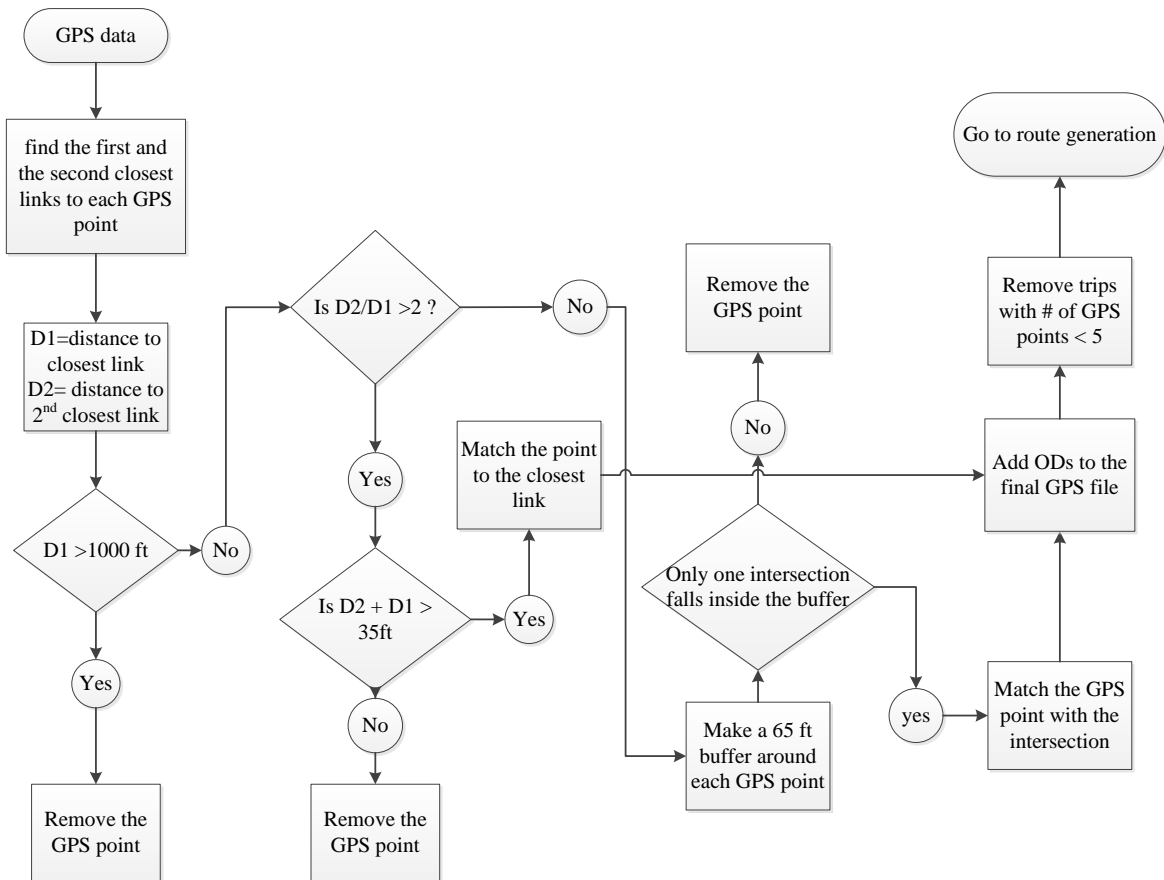 GPS data
find the first and
the second closest
links to each GPS
point
D1=distance to
closest link
D2= distance to
2nd closest link
D1 >1000 ft
No
Yes
Remove the
GPS point
Is D2/D1 >2 ?
No
Yes
Is D2 + D1 >
35ft
Yes
No
Remove the
GPS point
Match the point
to the closest
link
Remove the
GPS point
No
Only one intersection
falls inside the buffer
Make a 65 ft
buffer around
each GPS point
yes
Match the GPS
point with the
intersection
Add ODs to the
final GPS file
Remove trips
with # of GPS
points < 5
Go to route generation